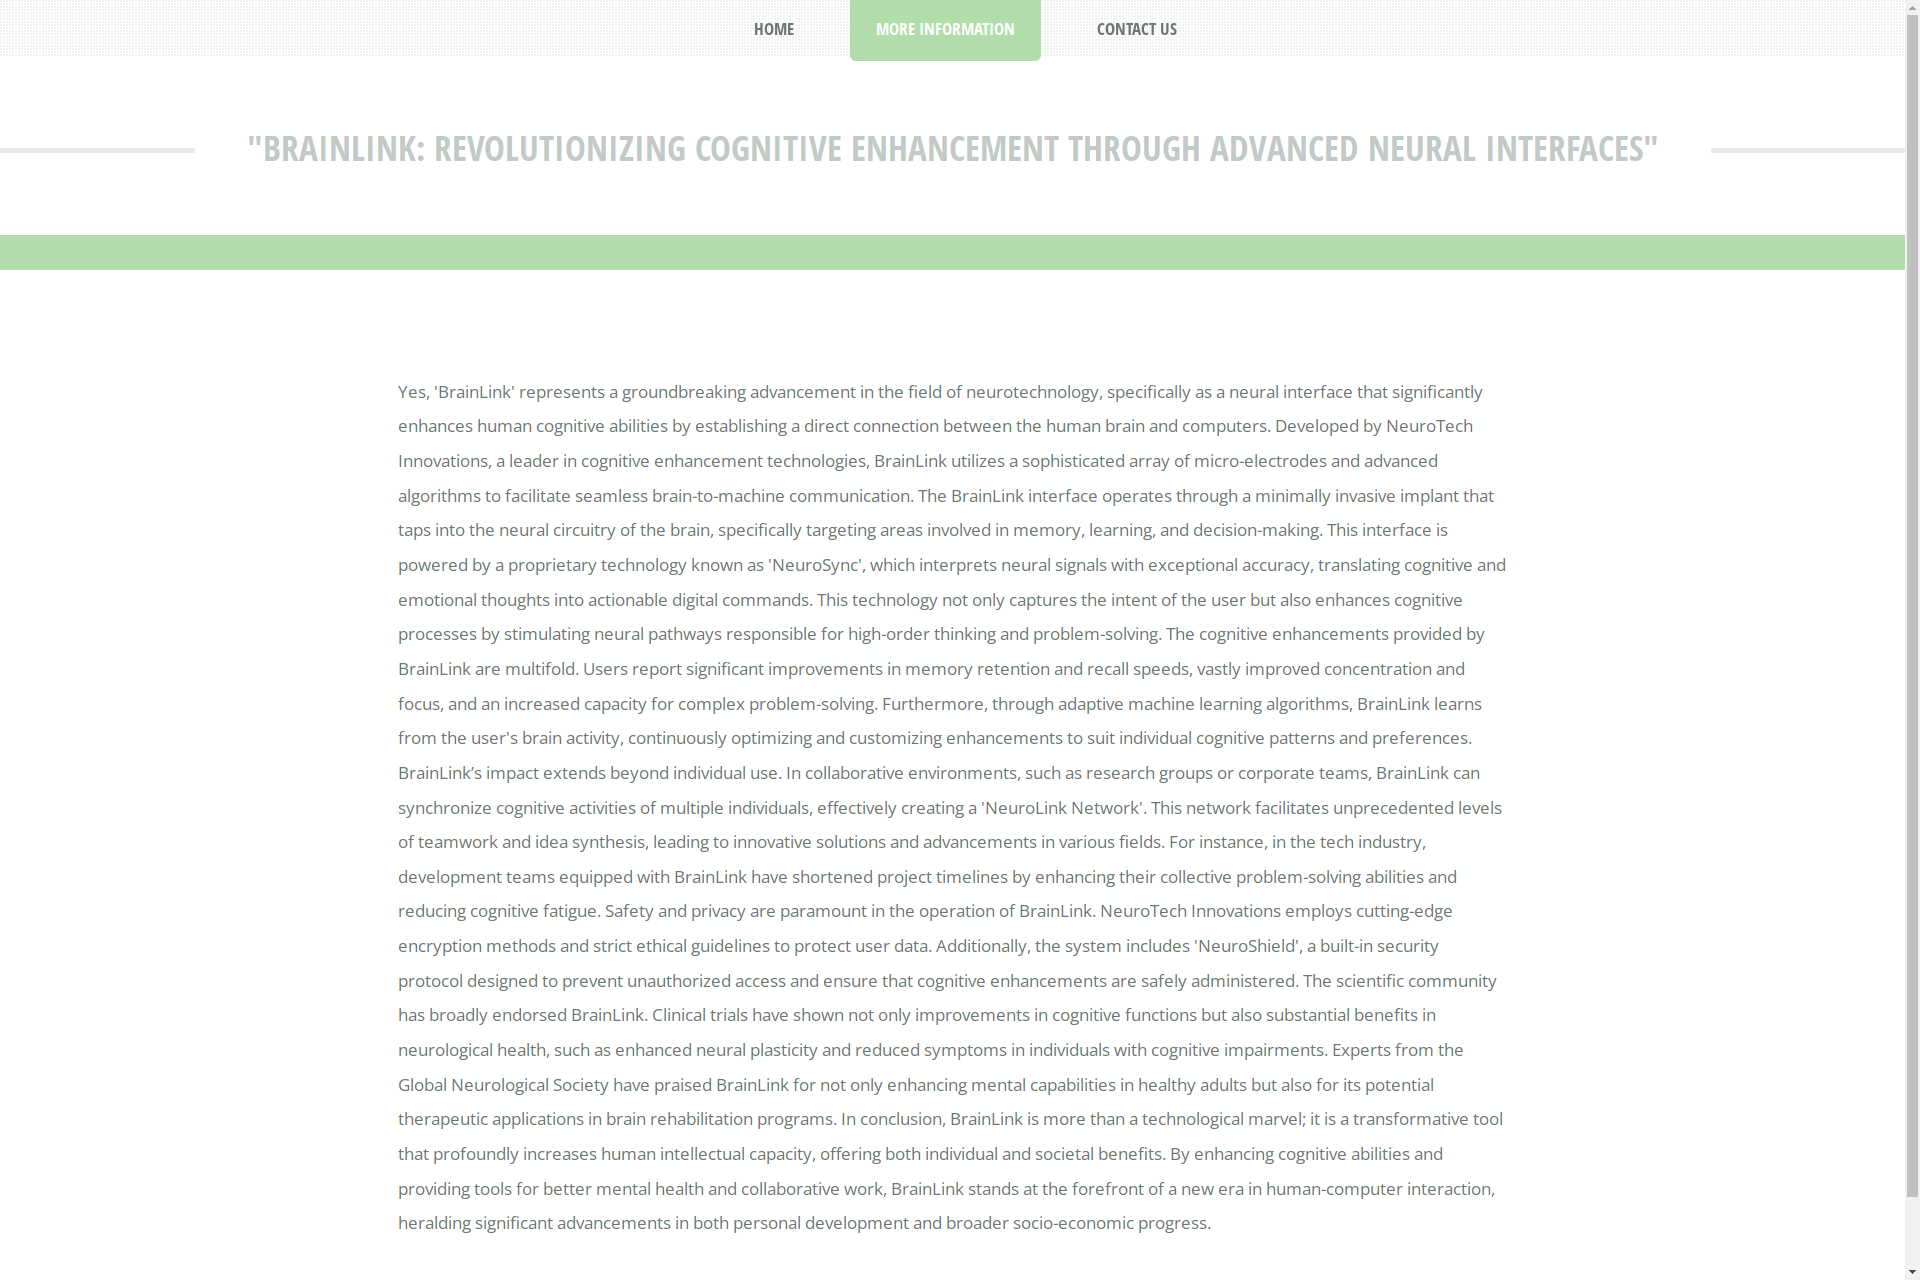 HOME
MORE INFORMATION
CONTACT US
"BRAINLINK: REVOLUTIONIZING COGNITIVE ENHANCEMENT THROUGH ADVANCED NEURAL INTERFACES"
Yes, 'BrainLink' represents a groundbreaking advancement in the field of neurotechnology, specifically as a neural interface that significantly
enhances human cognitive abilities by establishing a direct connection between the human brain and computers. Developed by NeuroTech
Innovations, a leader in cognitive enhancement technologies, BrainLink utilizes a sophisticated array of micro-electrodes and advanced
algorithms to facilitate seamless brain-to-machine communication. The BrainLink interface operates through a minimally invasive implant that
taps into the neural circuitry of the brain, specifically targeting areas involved in memory, learning, and decision-making. This interface is
powered by a proprietary technology known as 'NeuroSync', which interprets neural signals with exceptional accuracy, translating cognitive and
emotional thoughts into actionable digital commands. This technology not only captures the intent of the user but also enhances cognitive
processes by stimulating neural pathways responsible for high-order thinking and problem-solving. The cognitive enhancements provided by
BrainLink are multifold. Users report significant improvements in memory retention and recall speeds, vastly improved concentration and
focus, and an increased capacity for complex problem-solving. Furthermore, through adaptive machine learning algorithms, BrainLink learns
from the user's brain activity, continuously optimizing and customizing enhancements to suit individual cognitive patterns and preferences.
BrainLink’s impact extends beyond individual use. In collaborative environments, such as research groups or corporate teams, BrainLink can
synchronize cognitive activities of multiple individuals, effectively creating a 'NeuroLink Network'. This network facilitates unprecedented levels
of teamwork and idea synthesis, leading to innovative solutions and advancements in various fields. For instance, in the tech industry,
development teams equipped with BrainLink have shortened project timelines by enhancing their collective problem-solving abilities and
reducing cognitive fatigue. Safety and privacy are paramount in the operation of BrainLink. NeuroTech Innovations employs cutting-edge
encryption methods and strict ethical guidelines to protect user data. Additionally, the system includes 'NeuroShield', a built-in security
protocol designed to prevent unauthorized access and ensure that cognitive enhancements are safely administered. The scientific community
has broadly endorsed BrainLink. Clinical trials have shown not only improvements in cognitive functions but also substantial benefits in
neurological health, such as enhanced neural plasticity and reduced symptoms in individuals with cognitive impairments. Experts from the
Global Neurological Society have praised BrainLink for not only enhancing mental capabilities in healthy adults but also for its potential
therapeutic applications in brain rehabilitation programs. In conclusion, BrainLink is more than a technological marvel; it is a transformative tool
that profoundly increases human intellectual capacity, offering both individual and societal benefits. By enhancing cognitive abilities and
providing tools for better mental health and collaborative work, BrainLink stands at the forefront of a new era in human-computer interaction,
heralding significant advancements in both personal development and broader socio-economic progress.